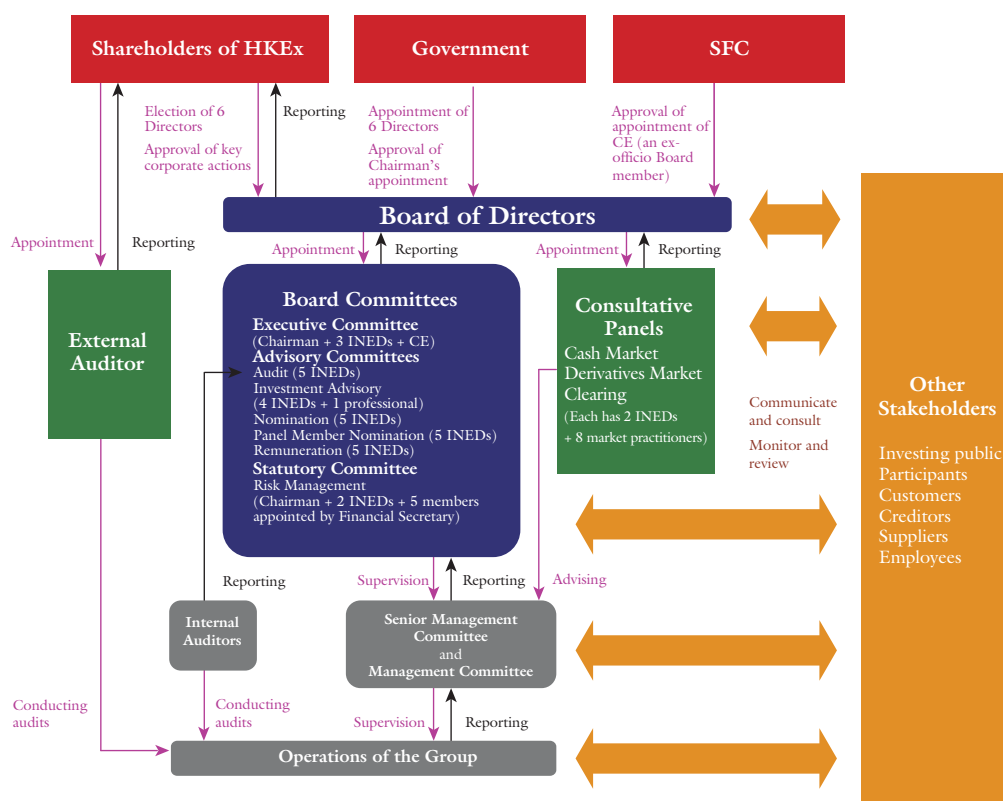 Shareholders of HKEx
Government
SFC
Election of 6
Directors
Approval of key
corporate actions
Reporting
Appointment of
6 Directors
Approval of
Chairman's
appointment
Approval of
appointment of
CE (an ex-
officio Board
member)
Board of Directors
Appointment
Reporting
Appointment
Reporting
Appointment
Reporting
External
Auditor
Board Committees
Executive Committee
(Chairman + 3 INEDs + CE)
Advisory Committees
Audit (5 INEDs)
Investment Advisory
(4 INEDs + 1 professional)
Nomination (5 INEDs)
Panel Member Nomination (5 INEDs)
Remuneration (5 INEDs)
Statutory Committee
Risk Management
(Chairman + 2 INEDs + 5 members
appointed by Financial Secretary)
Consultative
Panels
Cash Market
Derivatives Market
Clearing
(Each has 2 INEDs
+ 8 market practitioners)
Communicate
and consult
Monitor and
review
Other
Stakeholders
Investing public
Participants
Customers
Creditors
Suppliers
Employees
Reporting
Supervision
Reporting
Advising
Internal
Auditors
Senior Management
Committee
and
Management Committee
Conducting
audits
Conducting
audits
Supervision
Reporting
Operations of the Group